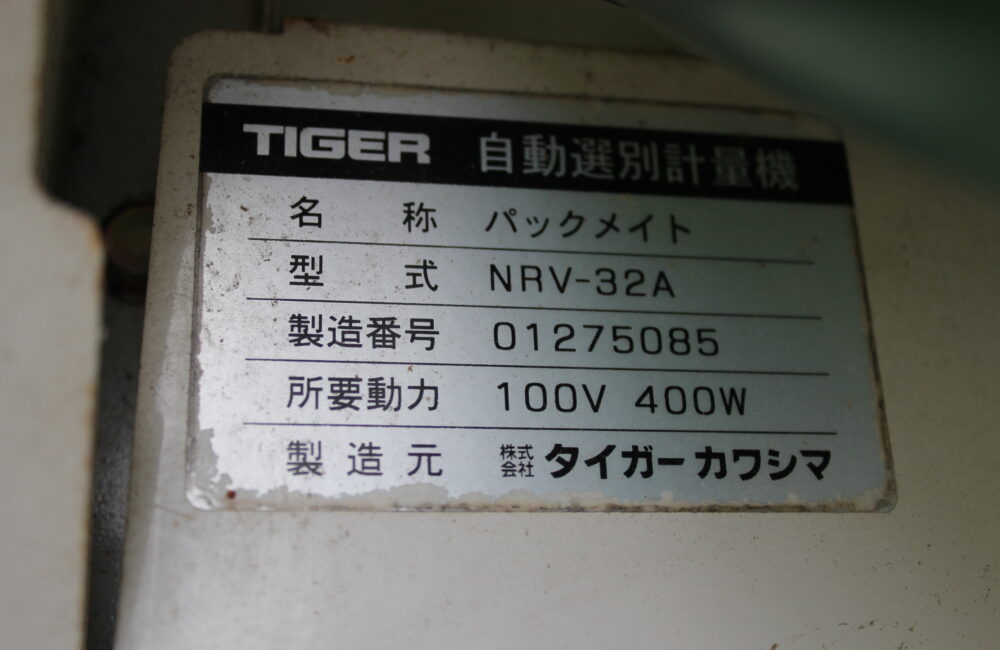 TIGER 自動選別計量機
名称 パックメイト
型式 NRV-32A
製造番号 01275085
所要動力 100V 400W
製造元 株式会社 タイガーカワシマ